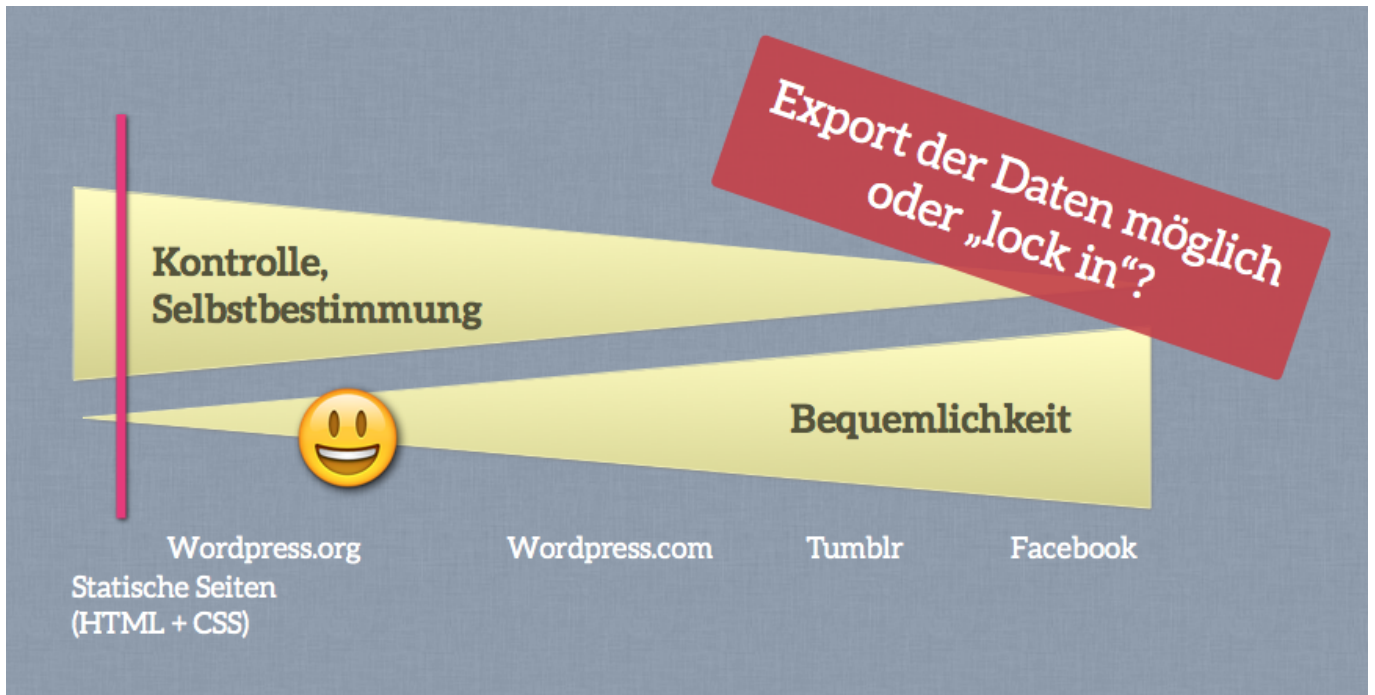 Export der Daten möglich
oder „lock in“?
Kontrolle,
Selbstbestimmung
Bequemlichkeit
Wordpress.org
Wordpress.com
Tumblr
Facebook
Statische Seiten
(HTML + CSS)